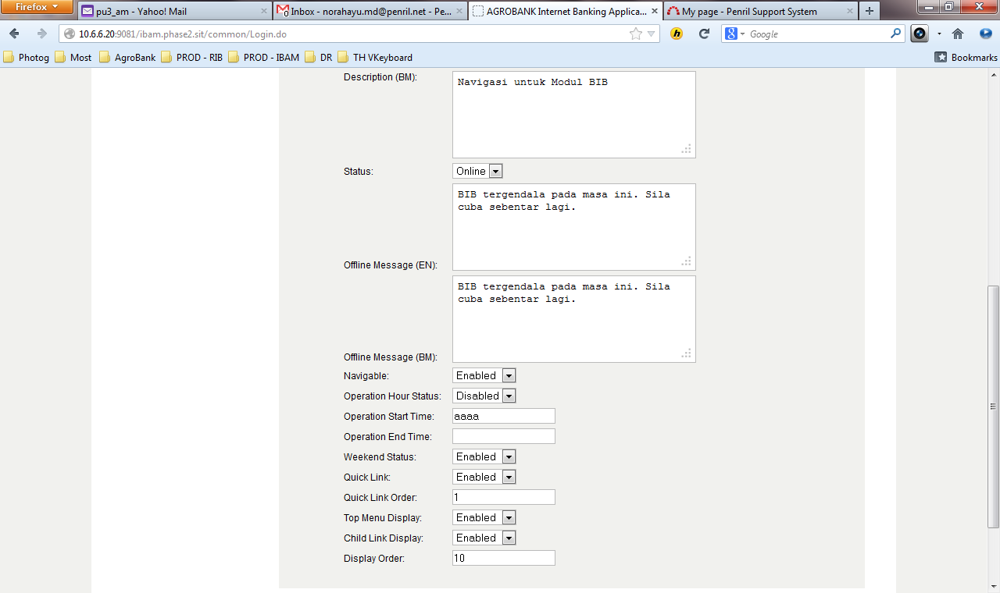 Firefox
pu3_am - Yahoo! Mail
Inbox - norahayu.md@penril.net - Pe...
AGROBANK Internet Banking Applica...
My page - Penril Support System
10.6.6.20:9081/ibam.phase2.sit/common/Login.do
Google
Photog
Most
AgroBank
PROD - RIB
PROD - IBAM
DR
TH VKeyboard
Bookmarks
Description (BM):
Navigasi untuk Modul BIB
Status:
Online
BIB tergendala pada masa ini. Sila
cuba sebentar lagi.
Offline Message (EN):
BIB tergendala pada masa ini. Sila
cuba sebentar lagi.
Offline Message (BM):
Navigable:
Enabled
Operation Hour Status:
Disabled
Operation Start Time:
aaaa
Operation End Time:
Weekend Status:
Enabled
Quick Link:
Enabled
Quick Link Order:
1
Top Menu Display:
Enabled
Child Link Display:
Enabled
Display Order:
10